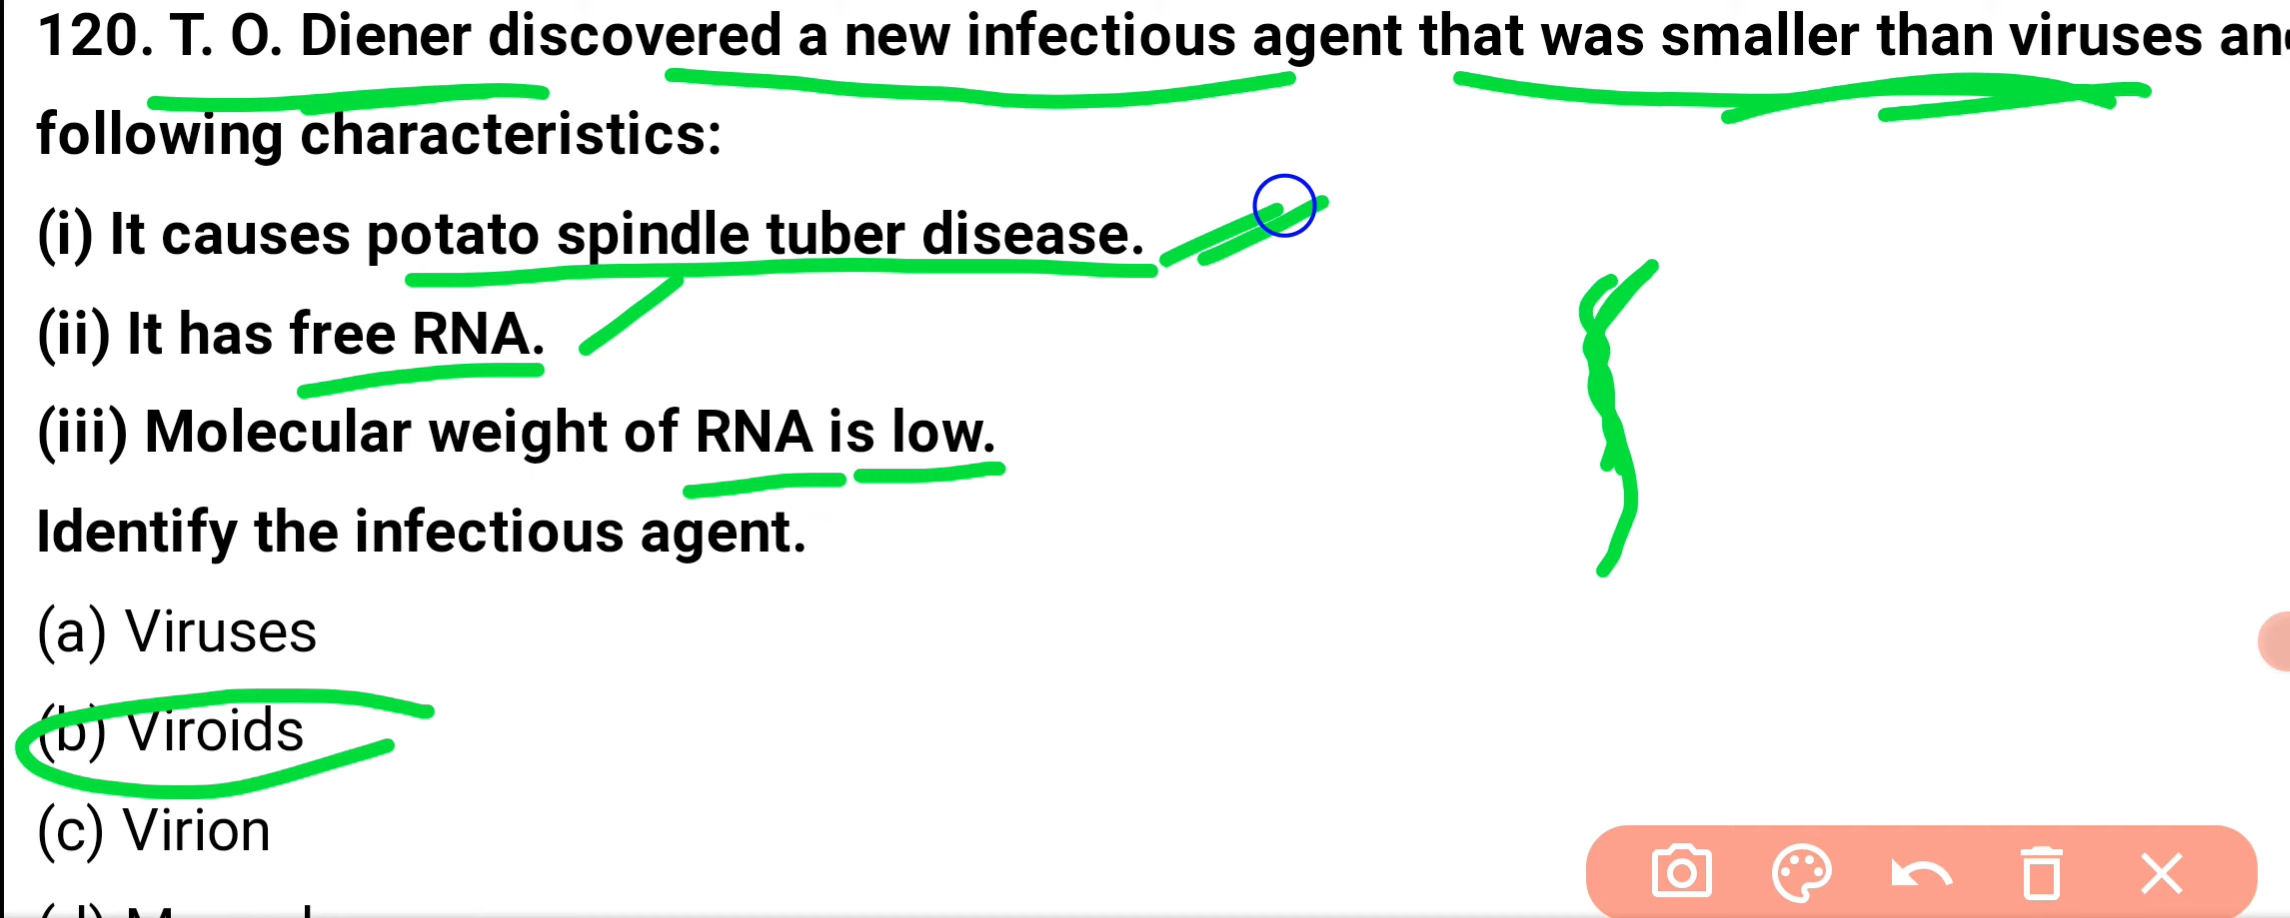 120. T. O. Diener discovered a new infectious agent that was smaller than viruses
following characteristics:
(i) It causes potato spindle tuber disease.
(ii) It has free RNA.
(iii) Molecular weight of RNA is low.
Identify the infectious agent.
(a) Viruses
(b) Viroids
(c) Virion